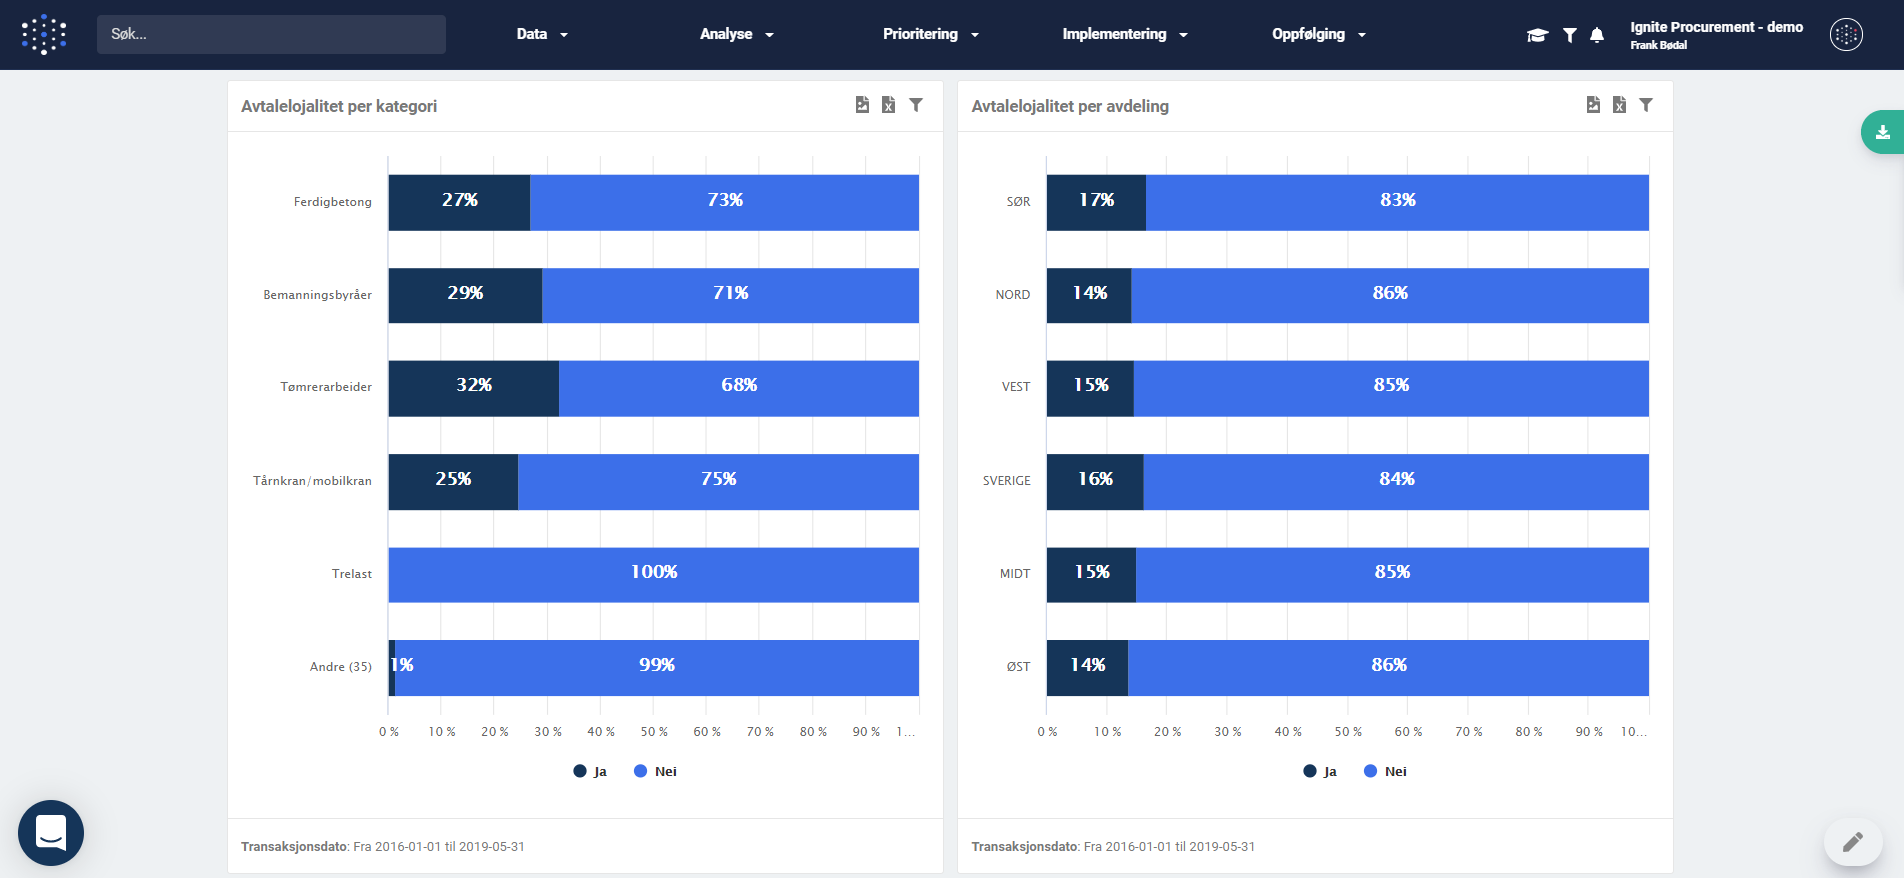 Søk...
Data
Analyse
Prioritering
Implementering
Oppfølging
Ignite Procurement - demo
Frank Bødal
Avtalelojalitet per kategori
Ferdigbetong 27% 73%
Bemanningsbyråer 29% 71%
Tømrerarbeider 32% 68%
Tårnkran/mobilkran 25% 75%
Trelast 100%
Andre (35) 1% 99%
0 % 10 % 20 % 30 % 40 % 50 % 60 % 70 % 80 % 90 % 1...
Ja Nei
Transaksjonsdato: Fra 2016-01-01 til 2019-05-31
Avtalelojalitet per avdeling
SØR 17% 83%
NORD 14% 86%
VEST 15% 85%
SVERIGE 16% 84%
MIDT 15% 85%
ØST 14% 86%
0 % 10 % 20 % 30 % 40 % 50 % 60 % 70 % 80 % 90 % 10...
Ja Nei
Transaksjonsdato: Fra 2016-01-01 til 2019-05-31